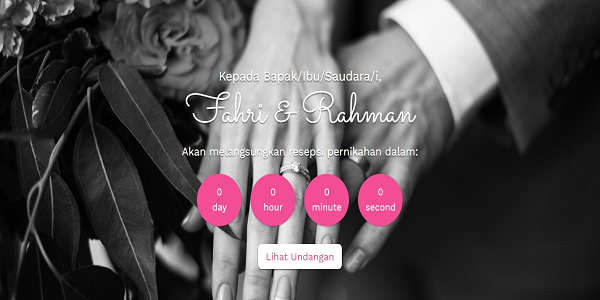 Kepada Bapak/Ibu/Saudara/i,
Fahri & Rahman
Akan melangsungkan resepsi pernikahan dalam:
0 0 0 0
day hour minute second
Lihat Undangan